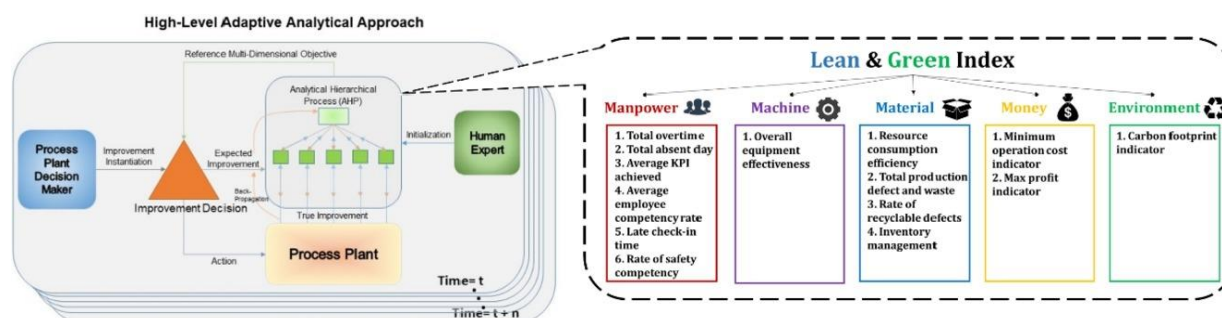 High-Level Adaptive Analytical Approach
Reference Multi-Dimensional Objective
Analytical Hierarchical
Process (AHP)
Process Plant
Decision
Maker
Improvement
Instantiation
Expected
Improvement
Initialization
Human
Expert
Back-
Propagation
Improvement Decision
True Improvement
Process Plant
Action
Time= t
Time= t + n
Lean & Green Index
Manpower
1. Total overtime
2. Total absent day
3. Average KPI
achieved
4. Average
employee
competency rate
5. Late check-in
time
6. Rate of safety
competency
Machine
1. Overall
equipment
effectiveness
Material
1. Resource
consumption
efficiency
2. Total production
defect and waste
3. Rate of
recyclable defects
4. Inventory
management
Money
$
1. Minimum
operation cost
indicator
2. Max profit
indicator
Environment
1. Carbon footprint
indicator